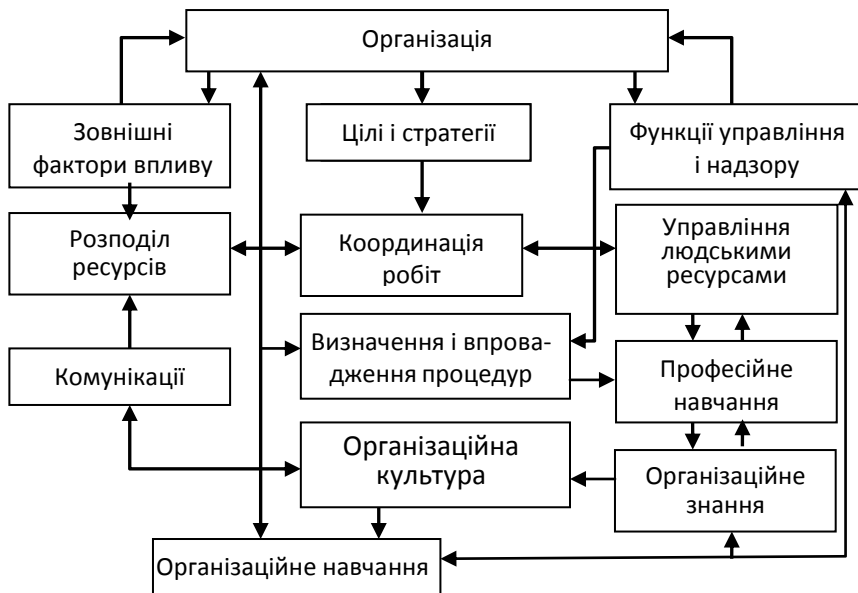 Організація
Зовнішні
фактори впливу
Цілі і стратегії
Функції управління
і надзору
Розподіл
ресурсів
Координація
робіт
Управління
людськими
ресурсами
Комунікації
Визначення і впрова-
дження процедур
Професійне
навчання
Організаційна
культура
Організаційне
знання
Організаційне навчання